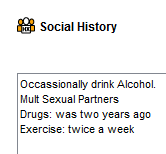 Social History
Occassionally drink Alcohol.
Mult Sexual Partners
Drugs: was two years ago
Exercise: twice a week